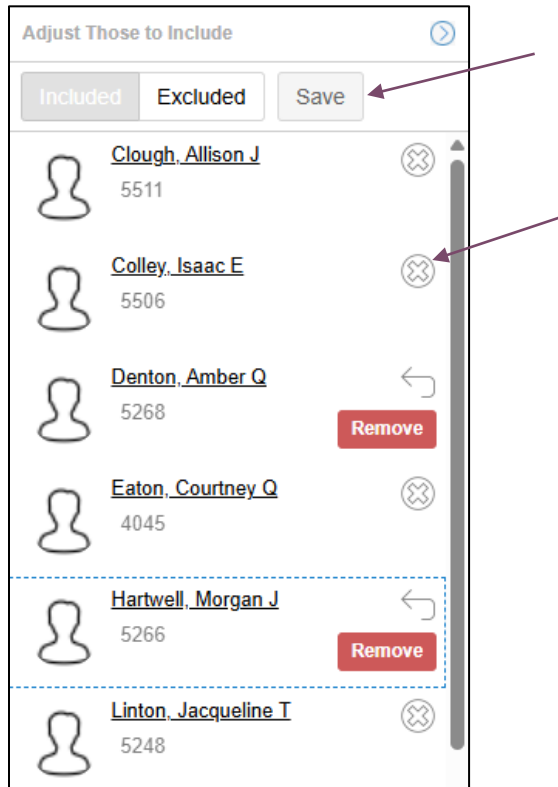 Adjust Those to Include
Included Excluded Save
Clough, Allison J
5511
Colley, Isaac E
5506
Denton, Amber Q
5268
Remove
Eaton, Courtney Q
4045
Hartwell, Morgan J
5266
Remove
Linton, Jacqueline T
5248